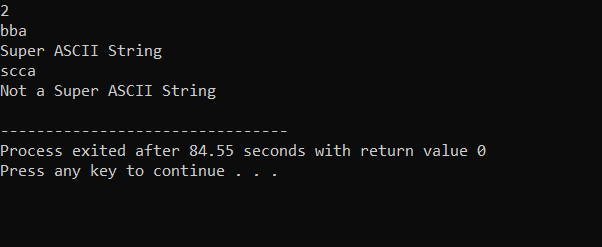 2
bba
Super ASCII String
scca
Not a Super ASCII String
--------------------------------
Process exited after 84.55 seconds with return value 0
Press any key to continue . . .